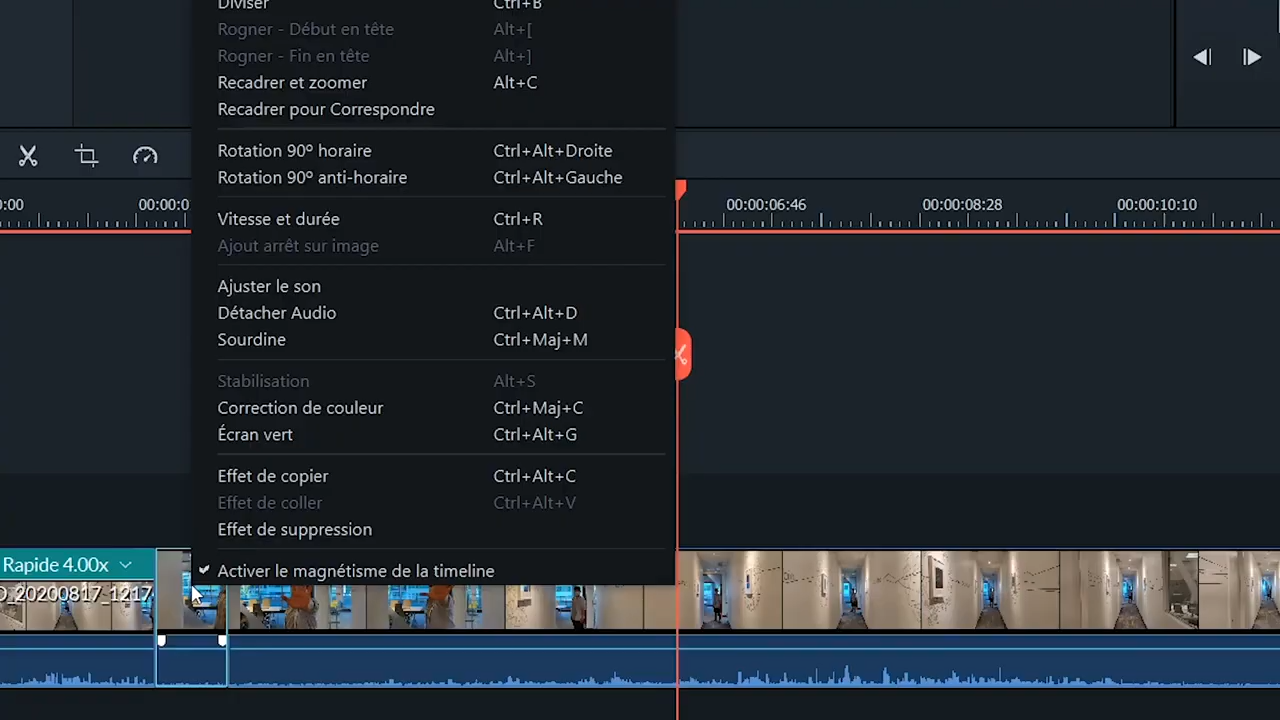 Diviser Ctrl+B
Rogner - Début en tête Alt+[
Rogner - Fin en tête Alt+]
Recadrer et zoomer Alt+C
Recadrer pour Correspondre
Rotation 90º horaire Ctrl+Alt+Droite
Rotation 90º anti-horaire Ctrl+Alt+Gauche
:00 00:00:0 00:00:06:46 00:00:08:28 00:00:10:10
Vitesse et durée Ctrl+R
Ajout arrêt sur image Alt+F
Ajuster le son
Détacher Audio Ctrl+Alt+D
Sourdine Ctrl+Maj+M
Stabilisation Alt+S
Correction de couleur Ctrl+Maj+C
Écran vert Ctrl+Alt+G
Effet de copier Ctrl+Alt+C
Effet de coller Ctrl+Alt+V
Effet de suppression
Activer le magnétisme de la timeline
Rapide 4.00x
_20200817_1217